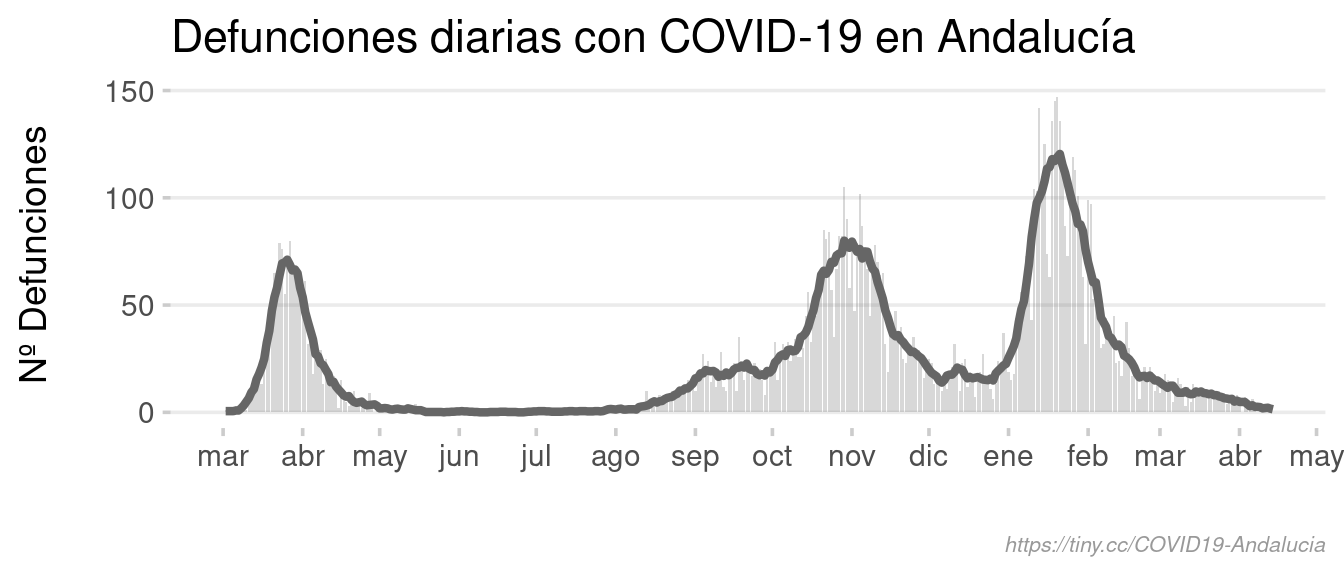 Defunciones diarias con COVID-19 en Andalucía
Nº Defunciones
150
100
50
0
mar abr may jun jul ago sep oct nov dic ene feb mar abr may
https://tiny.cc/COVID19-Andalucia